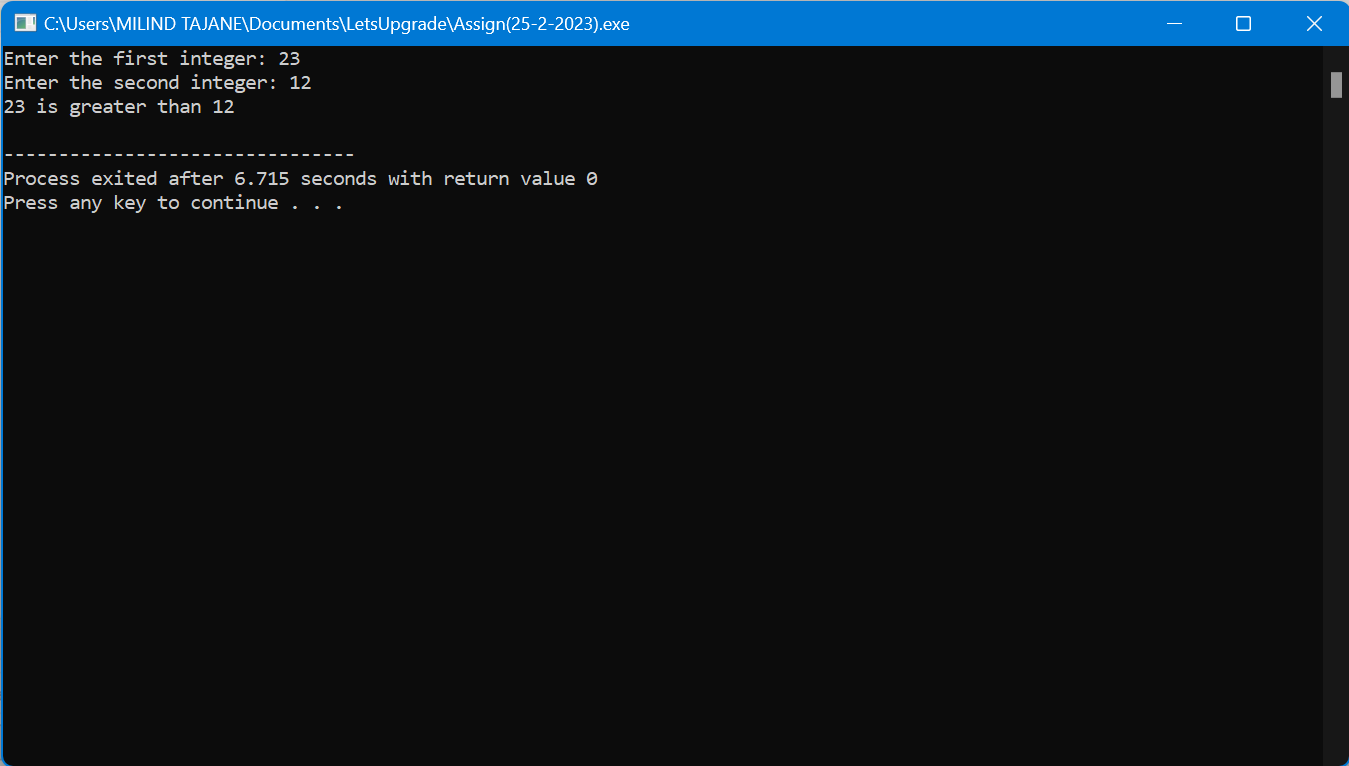 C:\Users\MILIND TAJANE\Documents\LetsUpgrade\Assign(25-2-2023).exe
Enter the first integer: 23
Enter the second integer: 12
23 is greater than 12
--------------------------------
Process exited after 6.715 seconds with return value 0
Press any key to continue . . .